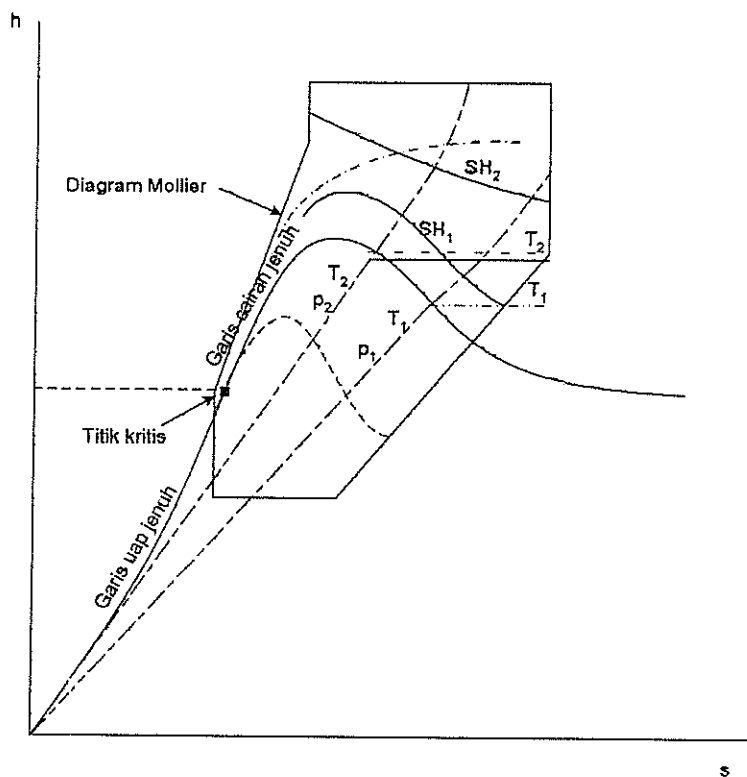 h
SH₂
Diagram Mollier
SH₁
T₂
T₂
T₁
Garis cairan jenuh
p₂
T₁
p₁
Titik kritis
Garis uap jenuh
s